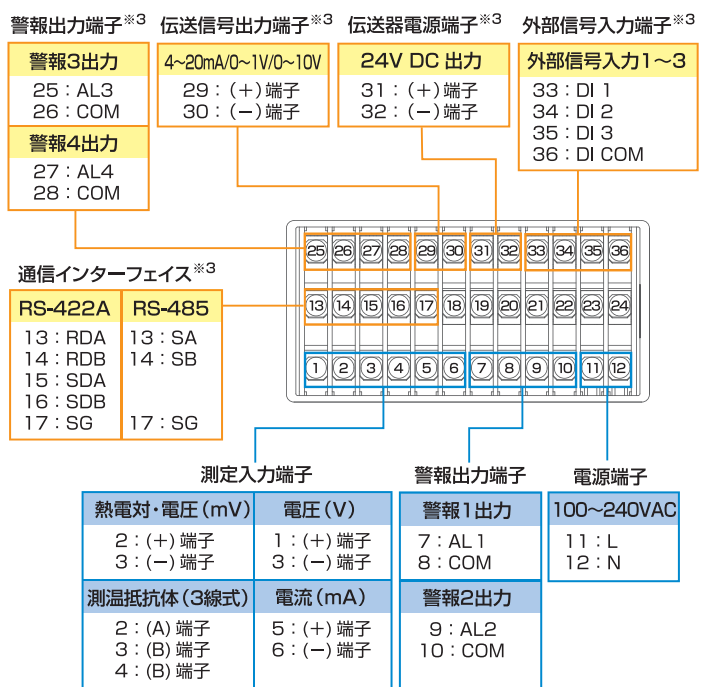 警報出力端子※3
警報3出力
25：AL3
26：COM
警報4出力
27：AL4
28：COM
伝送信号出力端子※3
4～20mA/0～1V/0～10V
29：(＋)端子
30：(－)端子
伝送器電源端子※3
24V DC 出力
31：(＋)端子
32：(－)端子
外部信号入力端子※3
外部信号入力1～3
33：DI 1
34：DI 2
35：DI 3
36：DI COM
通信インターフェイス※3
RS-422A
13：RDA
14：RDB
15：SDA
16：SDB
17：SG
RS-485
13：SA
14：SB
17：SG
25 26 27 28 29 30 31 32 33 34 35 36
13 14 15 16 17 18 19 20 21 22 23 24
1 2 3 4 5 6 7 8 9 10 11 12
測定入力端子
熱電対・電圧(mV)
2：(＋)端子
3：(－)端子
電圧(V)
1：(＋)端子
3：(－)端子
測温抵抗体(3線式)
2：(A)端子
3：(B)端子
4：(B)端子
電流(mA)
5：(＋)端子
6：(－)端子
警報出力端子
警報1出力
7：AL1
8：COM
警報2出力
9：AL2
10：COM
電源端子
100～240VAC
11：L
12：N